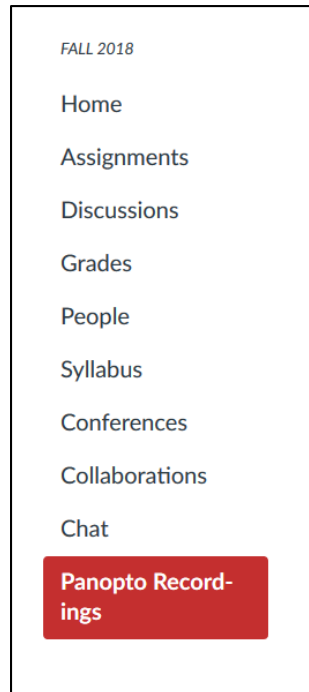 FALL 2018
Home
Assignments
Discussions
Grades
People
Syllabus
Conferences
Collaborations
Chat
Panopto Record-
ings